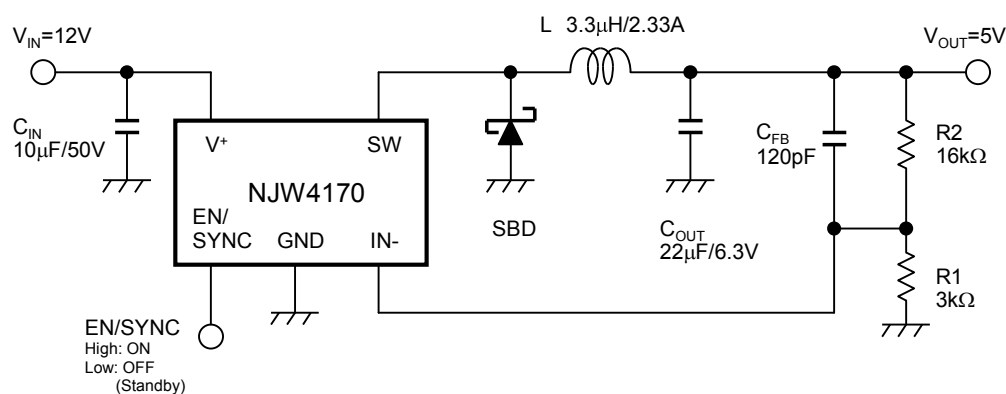 L 3.3µH/2.33A
V_IN=12V
V_OUT=5V
C_IN
10µF/50V
V⁺
SW
C_FB
120pF
R2
16kΩ
NJW4170
EN/
SYNC
GND
IN-
SBD
C_OUT
22µF/6.3V
R1
3kΩ
EN/SYNC
High: ON
Low: OFF
(Standby)